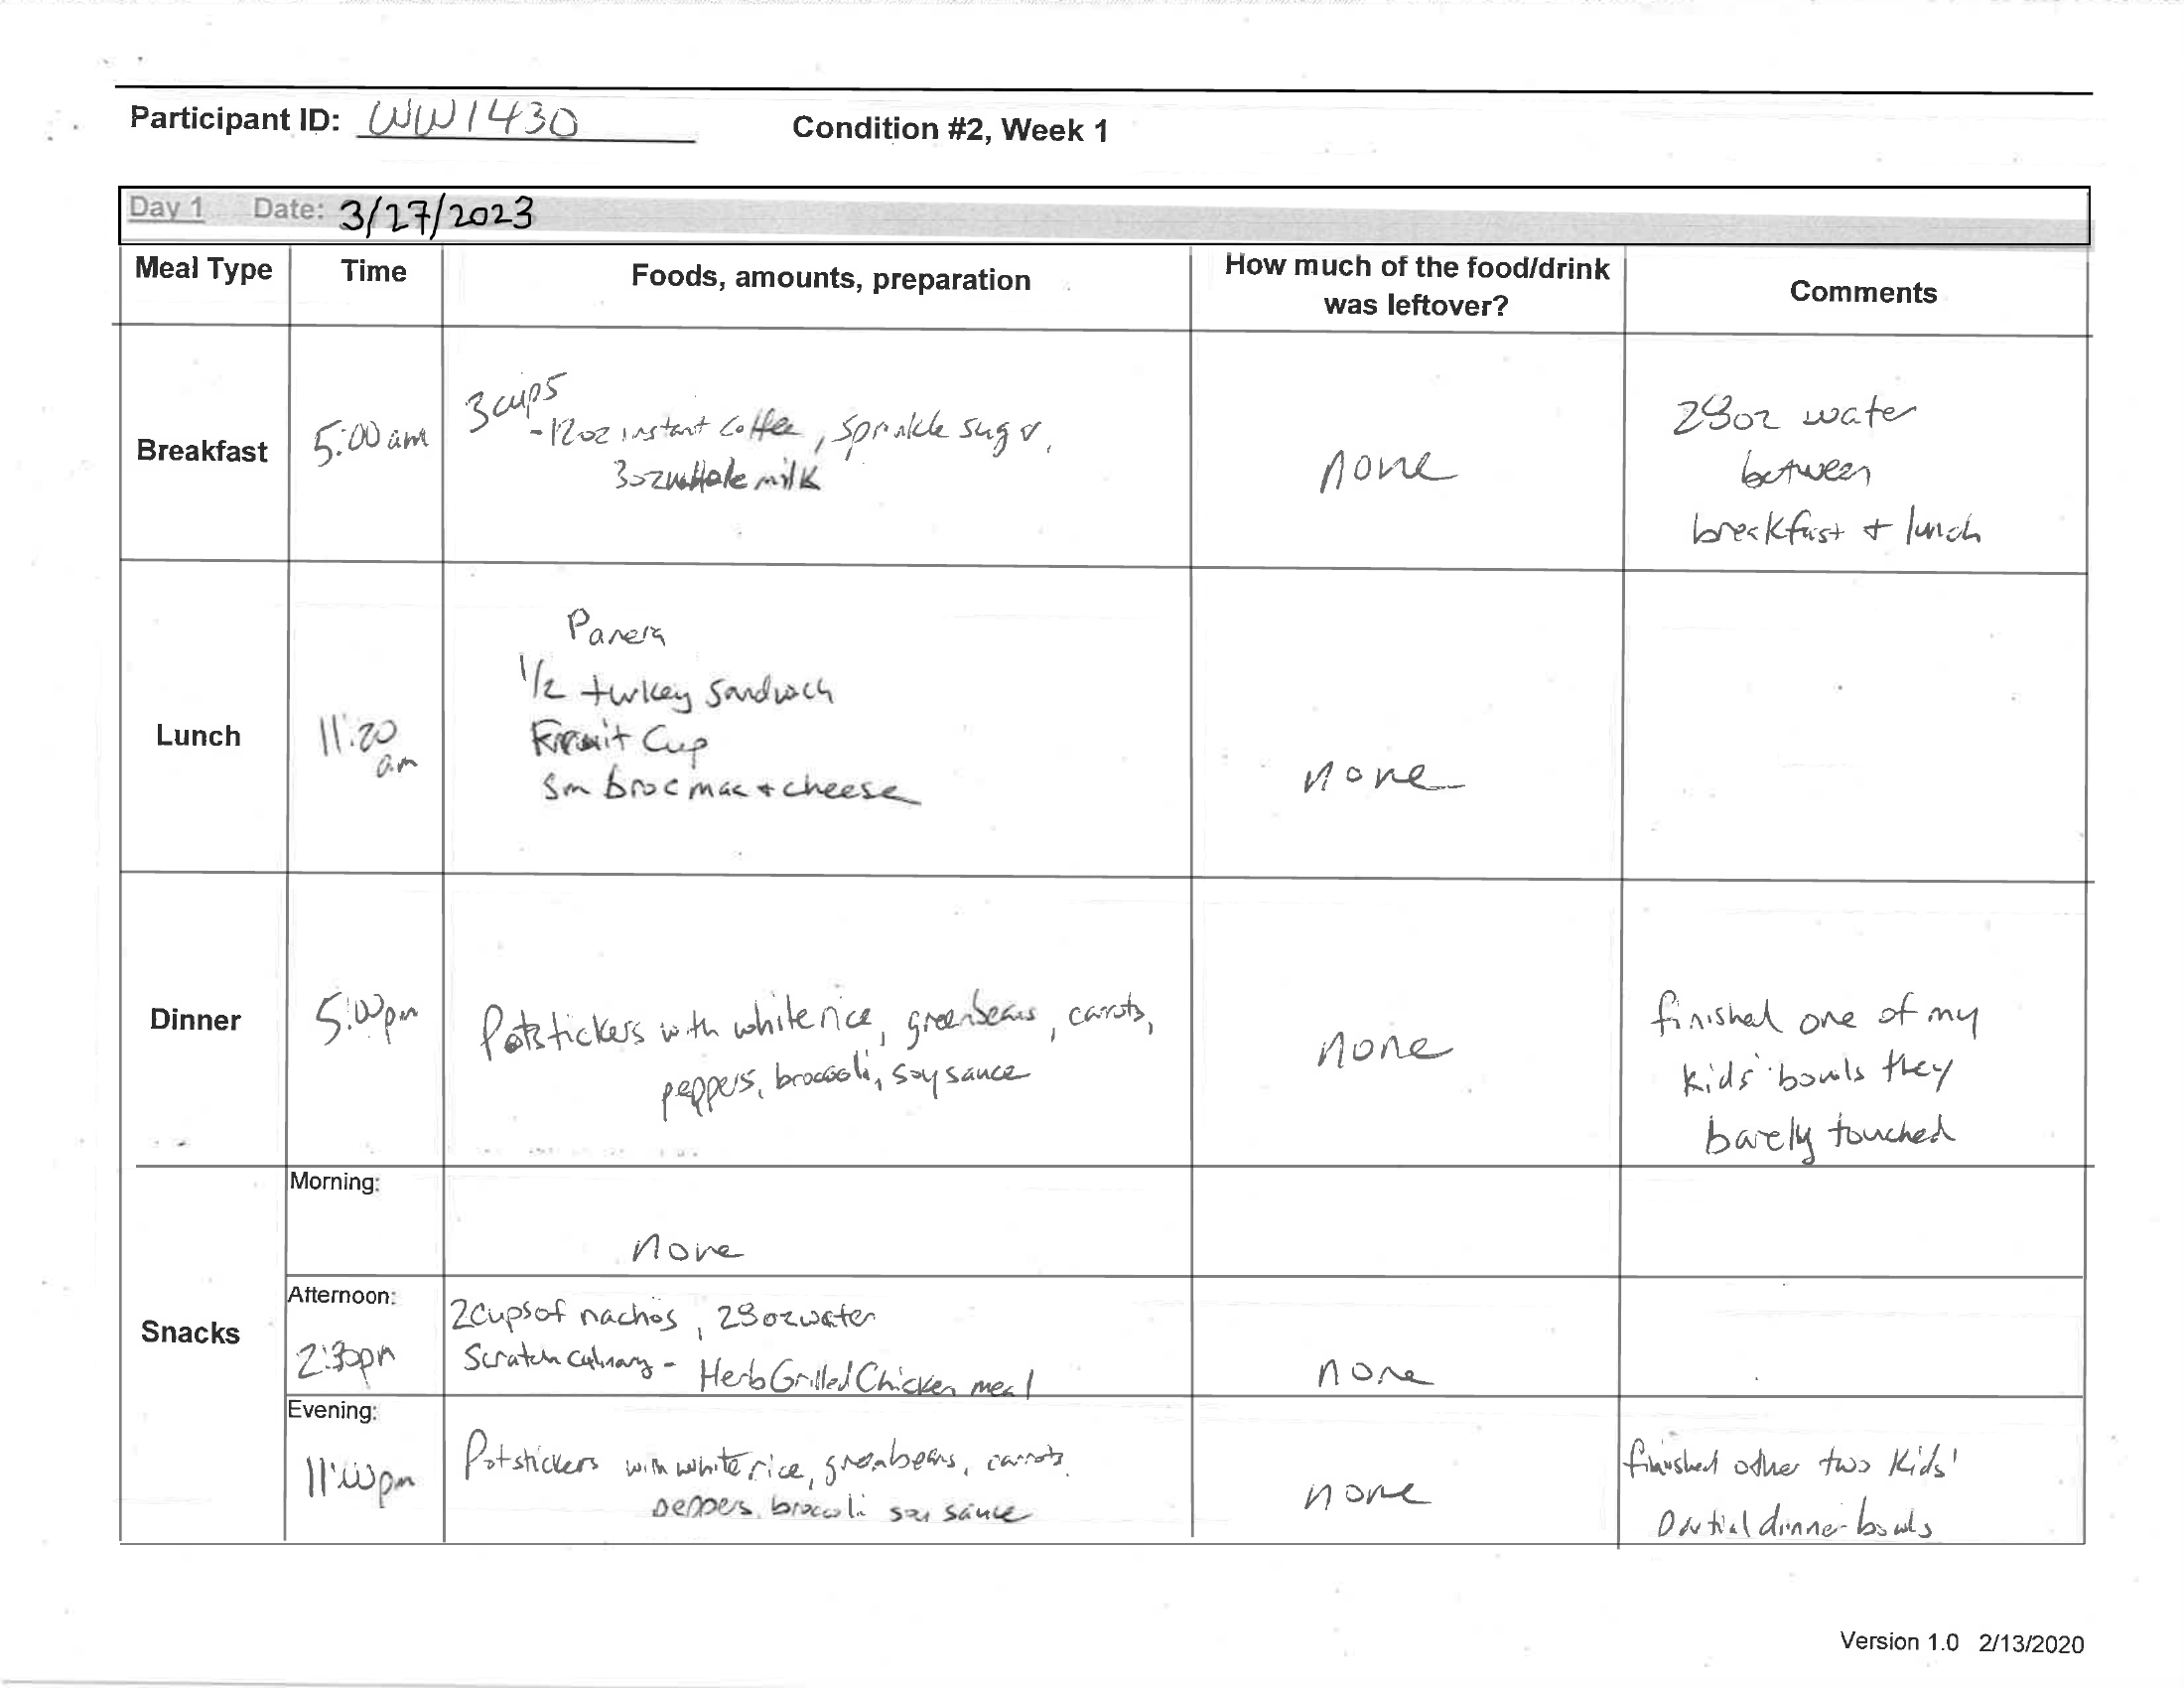 Participant ID: WW1430
Condition #2, Week 1
Day 1 Date: 3/27/2023
Meal Type
Time
Foods, amounts, preparation
How much of the food/drink
was leftover?
Comments
Breakfast
5:00 am
3 cups
-12oz instant coffee, sprinkle sugar,
3oz whole milk
none
28oz water
between
breakfast + lunch
Lunch
11:20
am
Panera
1/2 turkey sandwich
Fruit Cup
Sm broc mac + cheese
none
Dinner
5:00pm
Potstickers with white rice, greenbeans, carrots,
peppers, broccoli, soy sauce
none
finished one of my
kids' bowls they
barely touched
Snacks
Morning:
none
Afternoon:
2:30pm
2 cups of nachos, 28oz water
Scratch Culinary - Herb Grilled Chicken meal
none
Evening:
11:00pm
Potstickers with white rice, greenbeans, carrots,
peppers, broccoli soy sauce
none
finished other two kids'
partial dinner bowls
Version 1.0 2/13/2020